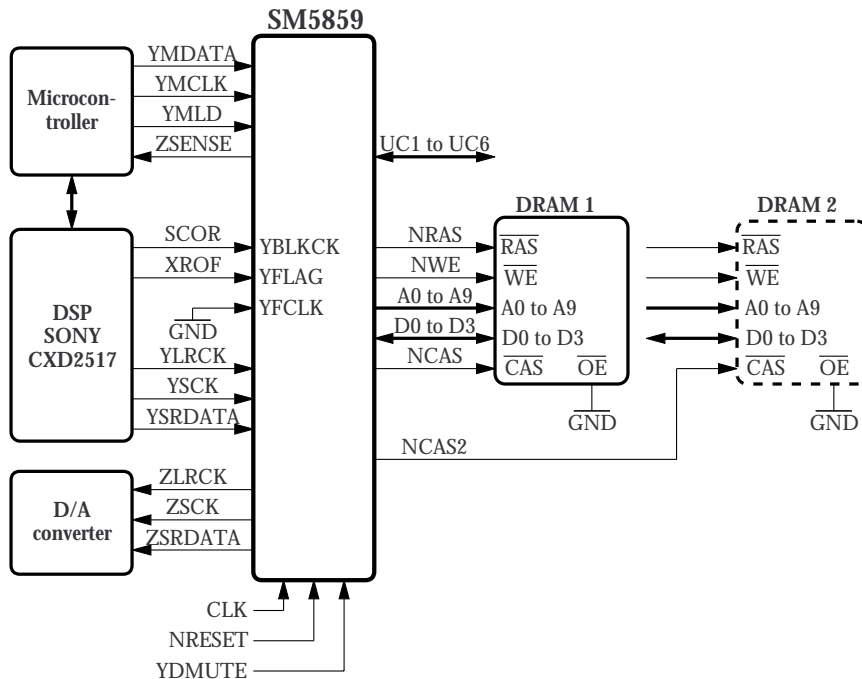 SM5859
Microcon-
troller
YMDATA
YMCLK
YMLD
ZSENSE
DSP
SONY
CXD2517
SCOR
XROF
GND
YLRCK
YSCK
YSRDATA
D/A
converter
ZLRCK
ZSCK
ZSRDATA
YBLKCK
YFLAG
YFCLK
CLK
NRESET
YDMUTE
UC1 to UC6
NRAS
NWE
A0 to A9
D0 to D3
NCAS
NCAS2
DRAM 1
RAS
WE
A0 to A9
D0 to D3
CAS OE
GND
DRAM 2
RAS
WE
A0 to A9
D0 to D3
CAS OE
GND